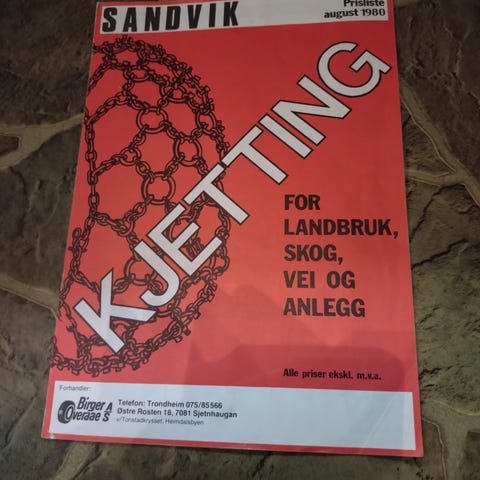 SANDVIK
Prisliste
august 1980
KJETTING
FOR
LANDBRUK,
SKOG,
VEI OG
ANLEGG
Alle priser ekskl. m.v.a.
Forhandler:
Birger A
Overaae S
Telefon: Trondheim 075/85566
Østre Rosten 18, 7081 Sjetnhaugan
v/Tonstadkrysset, Heimdalsbyen